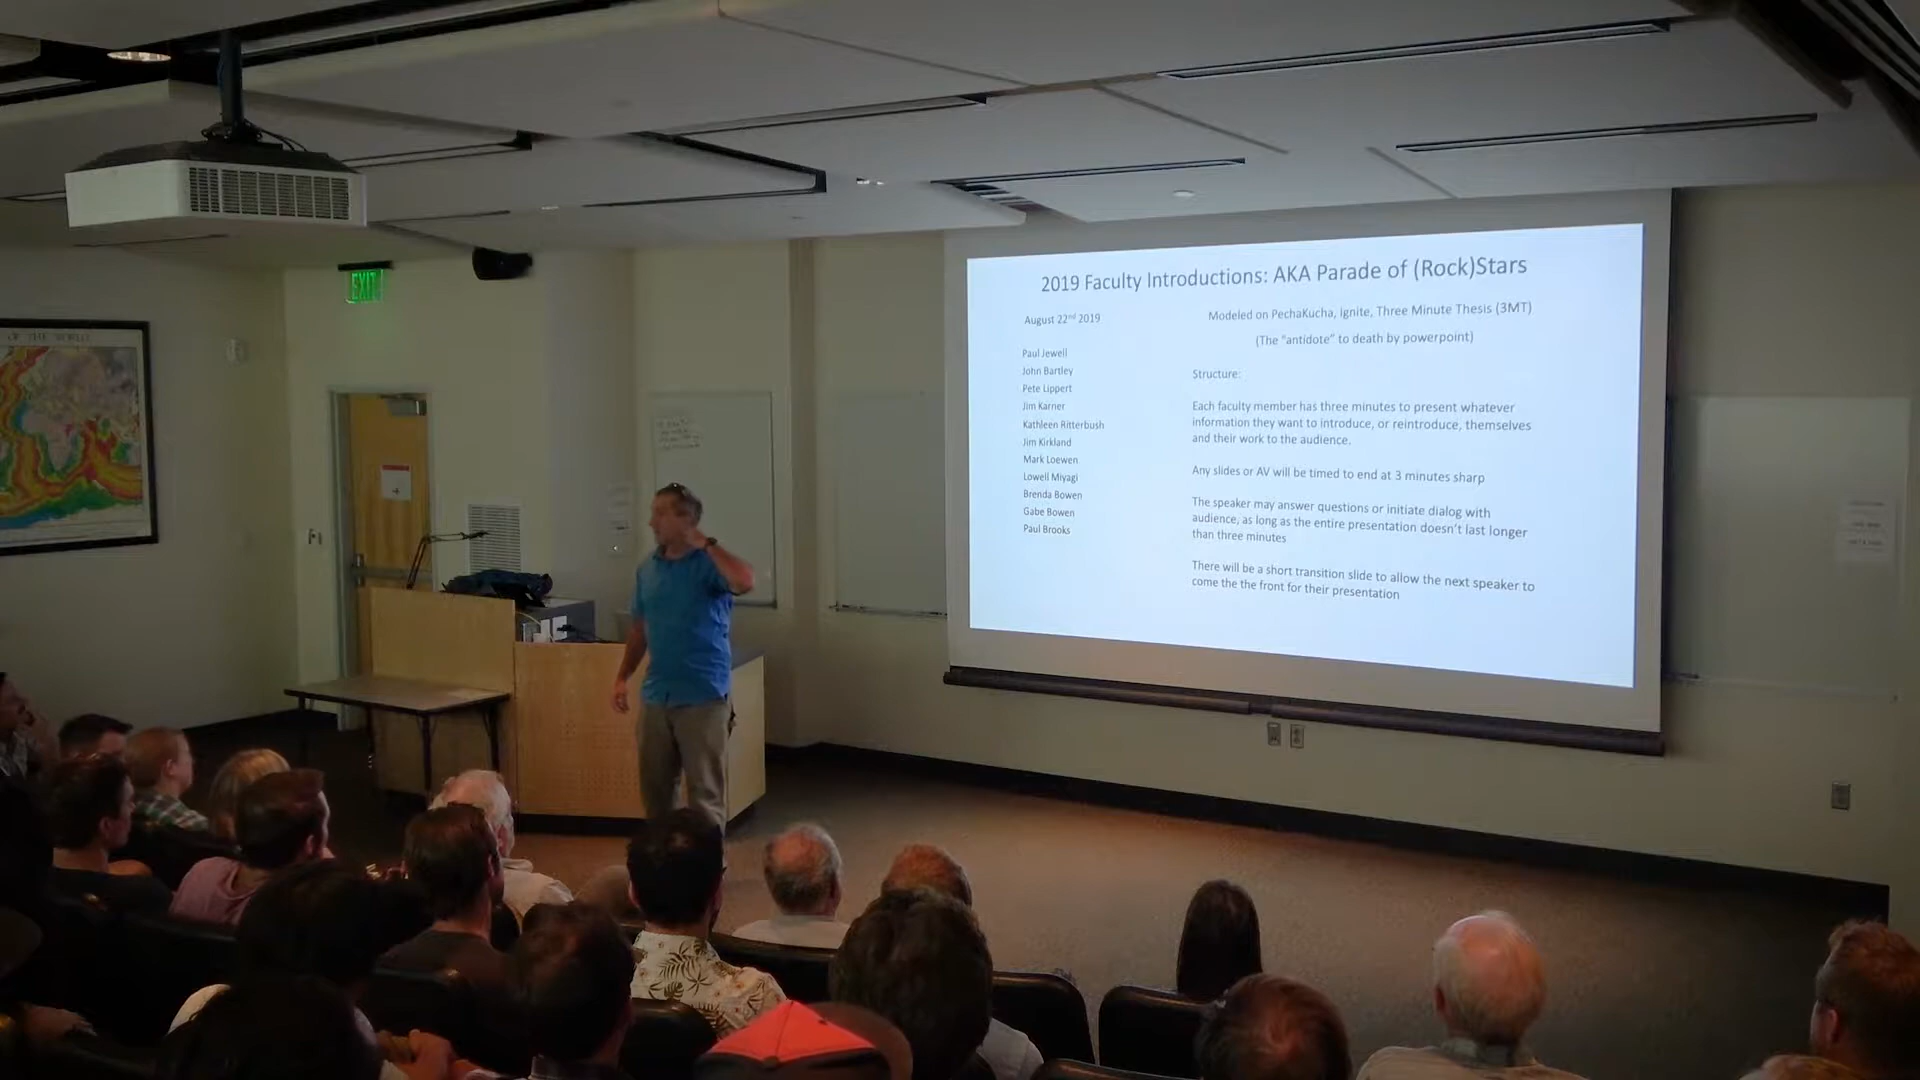 OF THE WORLD
EXIT
2019 Faculty Introductions: AKA Parade of (Rock)Stars
August 22nd 2019
Paul Jewell
John Bartley
Pete Lippert
Jim Karner
Kathleen Ritterbush
Jim Kirkland
Mark Loewen
Lowell Miyagi
Brenda Bowen
Gabe Bowen
Paul Brooks
Modeled on PechaKucha, Ignite, Three Minute Thesis (3MT)
(The "antidote" to death by powerpoint)
Structure:
Each faculty member has three minutes to present whatever
information they want to introduce, or reintroduce, themselves
and their work to the audience.
Any slides or AV will be timed to end at 3 minutes sharp
The speaker may answer questions or initiate dialog with
audience, as long as the entire presentation doesn't last longer
than three minutes
There will be a short transition slide to allow the next speaker to
come the the front for their presentation